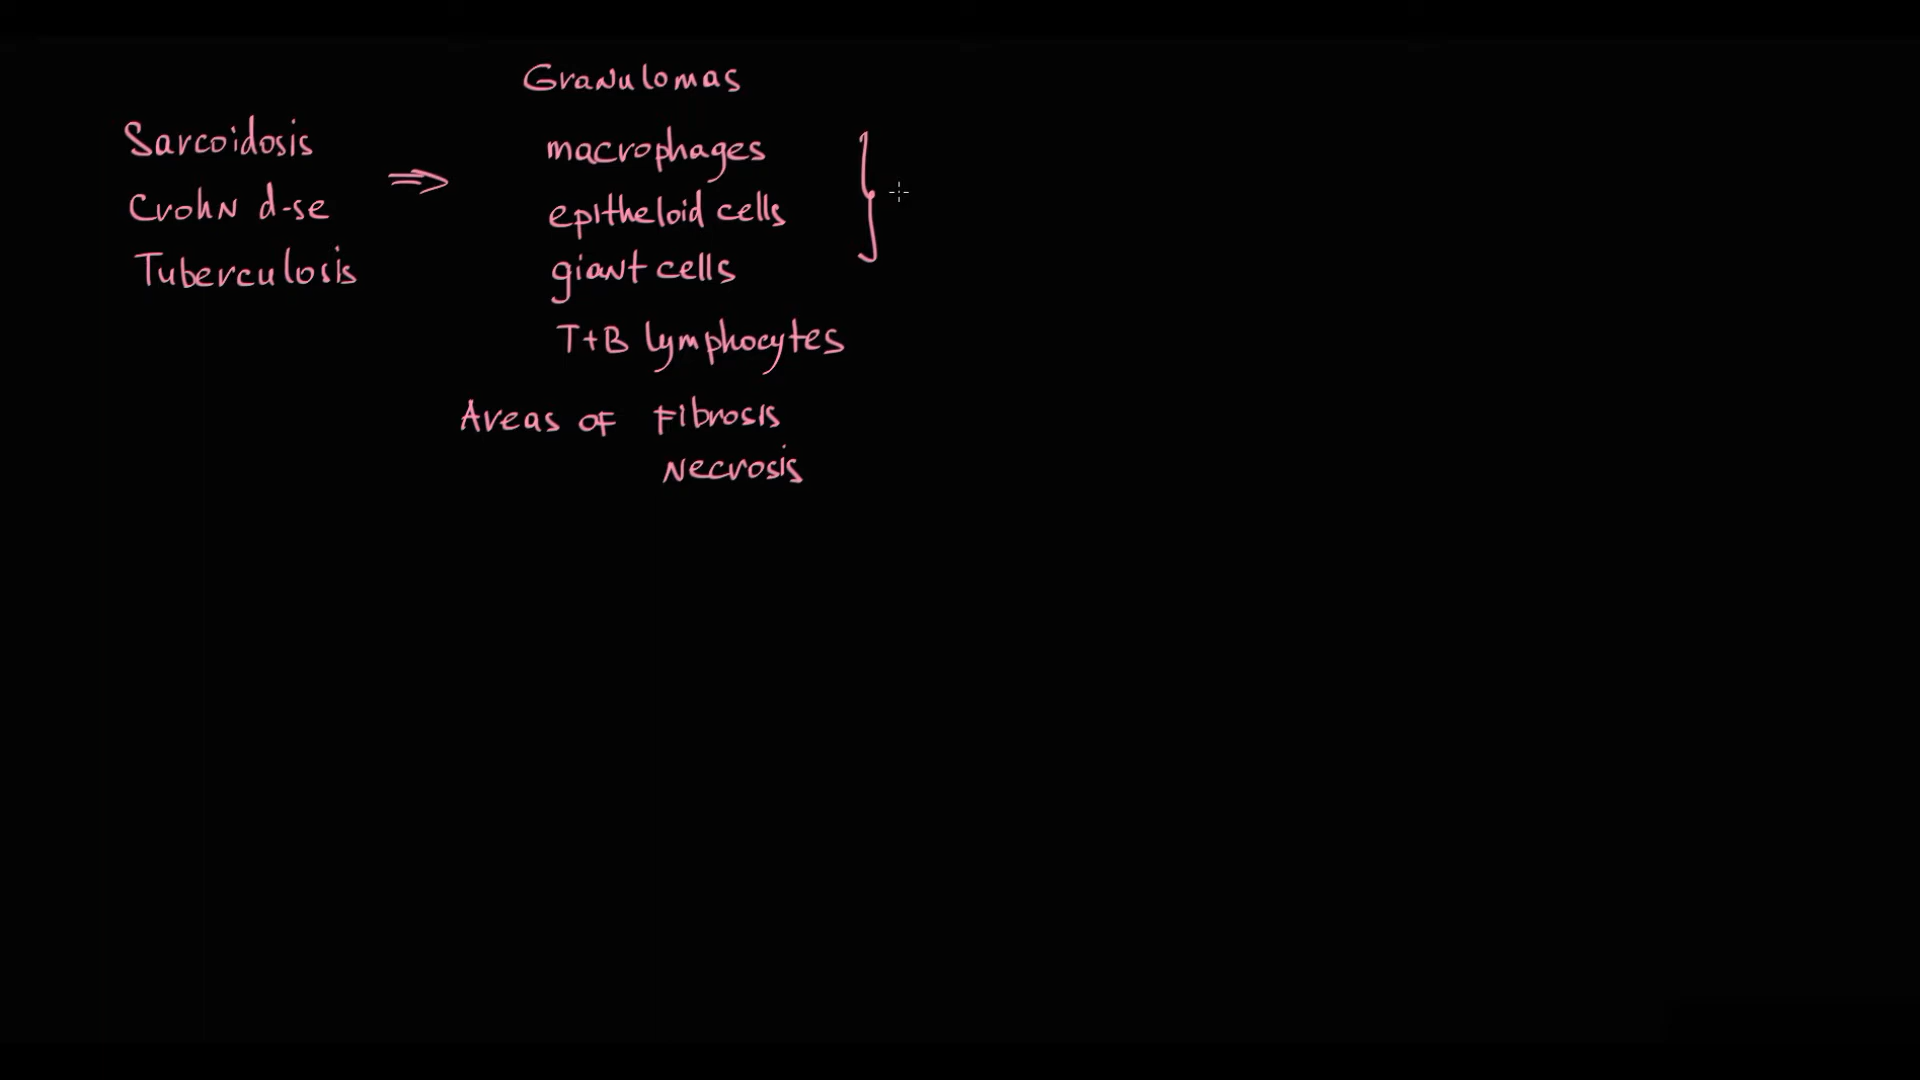 Granulomas
Sarcoidosis
Crohn d-se
Tuberculosis
⇒
macrophages
epitheloid cells
giant cells
T+B lymphocytes
Areas of Fibrosis
Necrosis